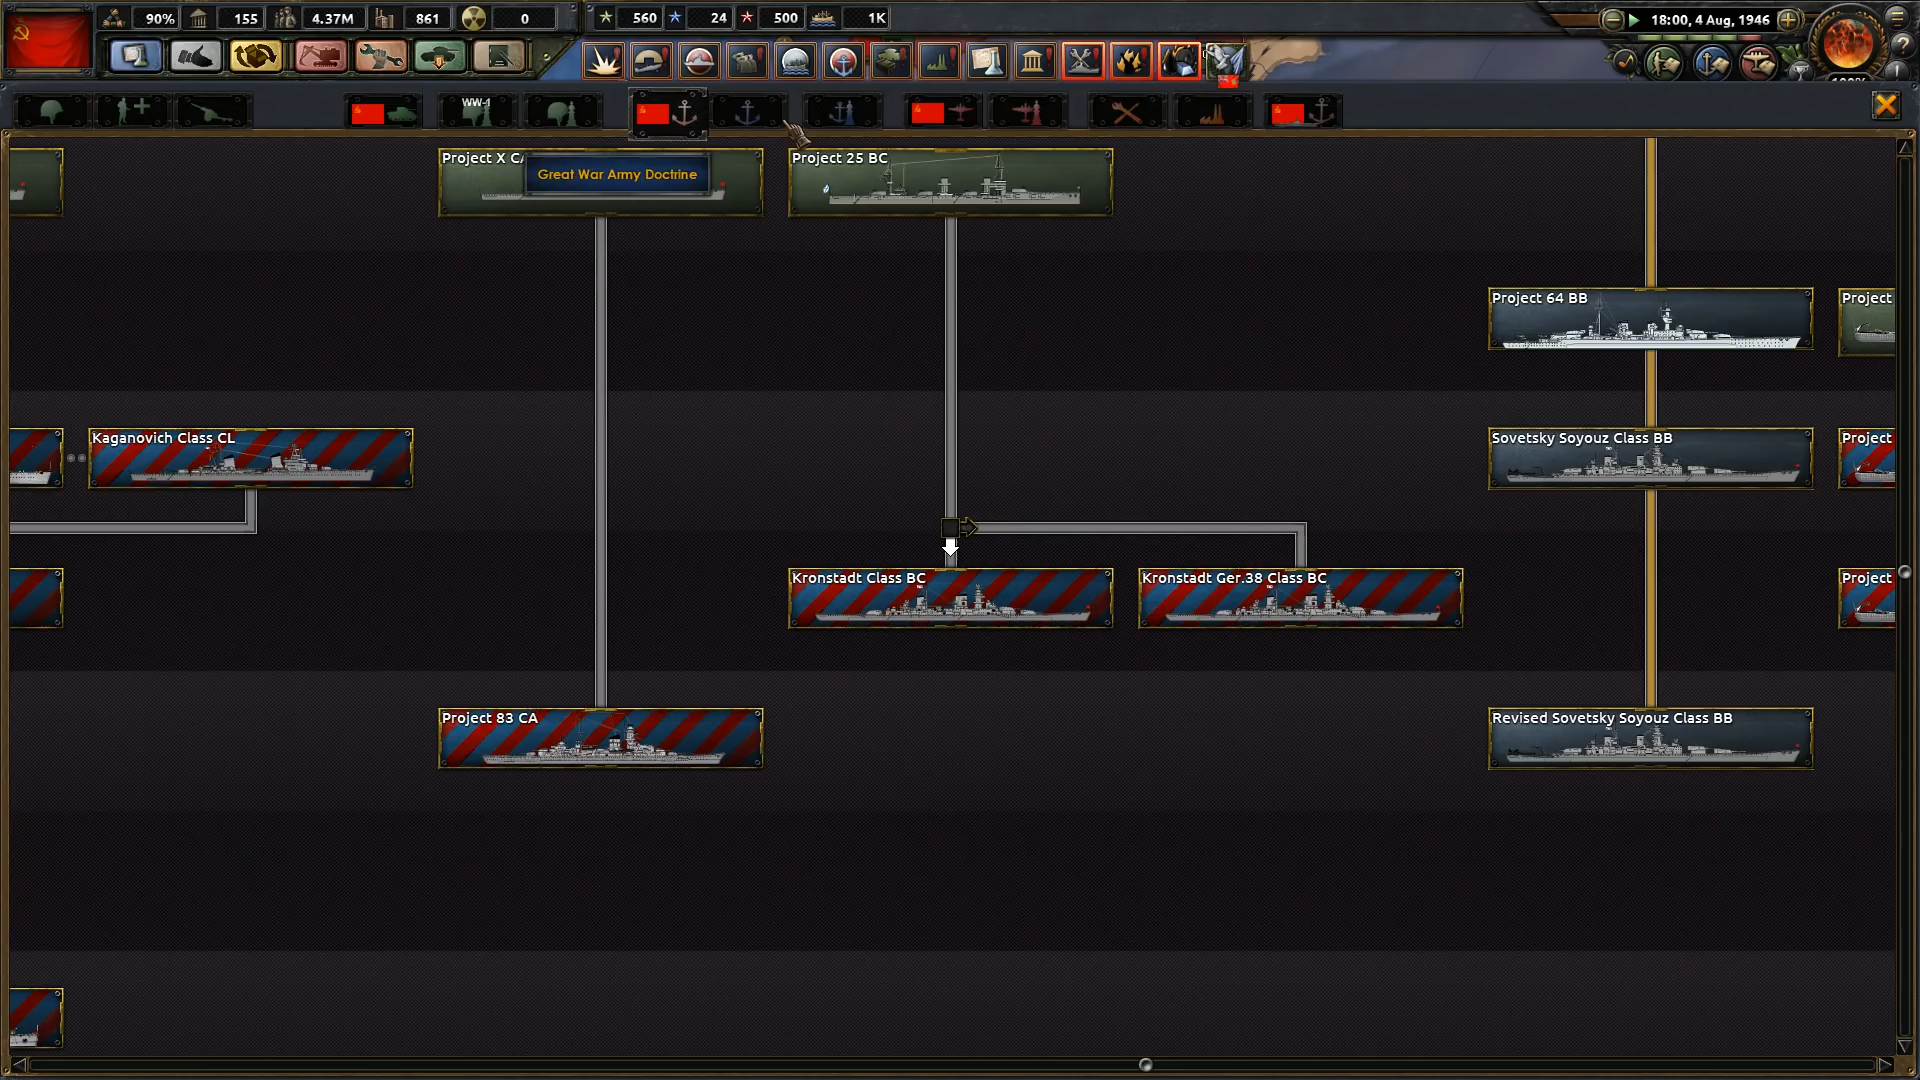 90%
155
4.37M
861
0
560
24
500
1K
18:00, 4 Aug, 1946
WW-1
Project X CA
Great War Army Doctrine
Project 25 BC
Project 64 BB
Project
Kaganovich Class CL
Sovetsky Soyouz Class BB
Project
Kronstadt Class BC
Kronstadt Ger.38 Class BC
Project
Project 83 CA
Revised Sovetsky Soyouz Class BB